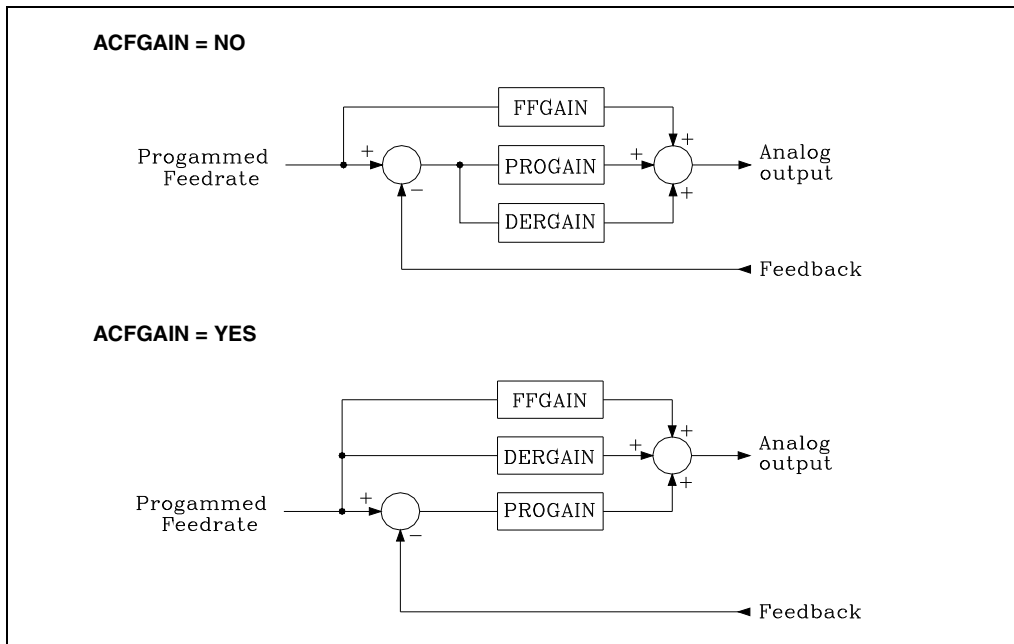 ACFGAIN = NO
FFGAIN
+
Progammed
Feedrate
+
−
PROGAIN
+
+
Analog
output
DERGAIN
Feedback
ACFGAIN = YES
FFGAIN
+
DERGAIN
+
+
Analog
output
Progammed
Feedrate
+
−
PROGAIN
Feedback